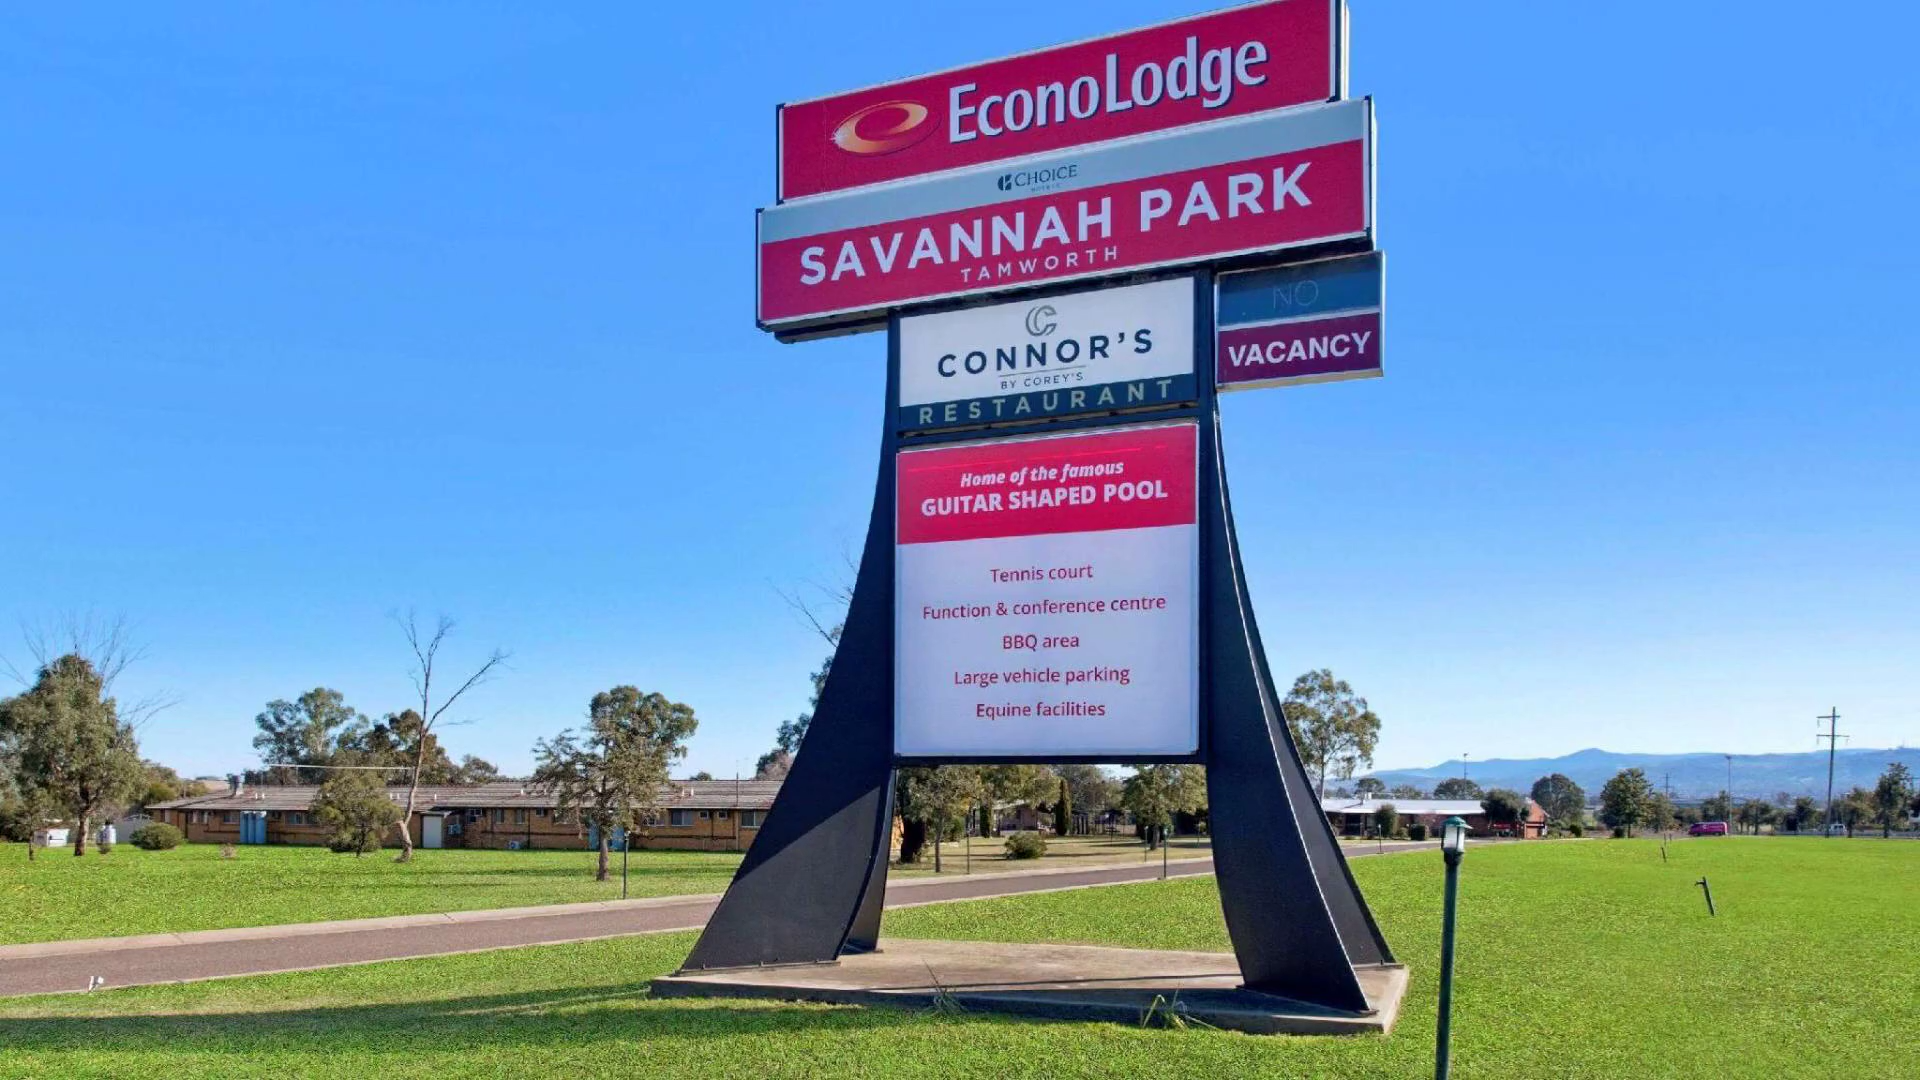 EconoLodge
CHOICE
HOTELS
SAVANNAH PARK
TAMWORTH
NO
VACANCY
CONNOR'S
BY COREY'S
RESTAURANT
Home of the famous
GUITAR SHAPED POOL
Tennis court
Function & conference centre
BBQ area
Large vehicle parking
Equine facilities